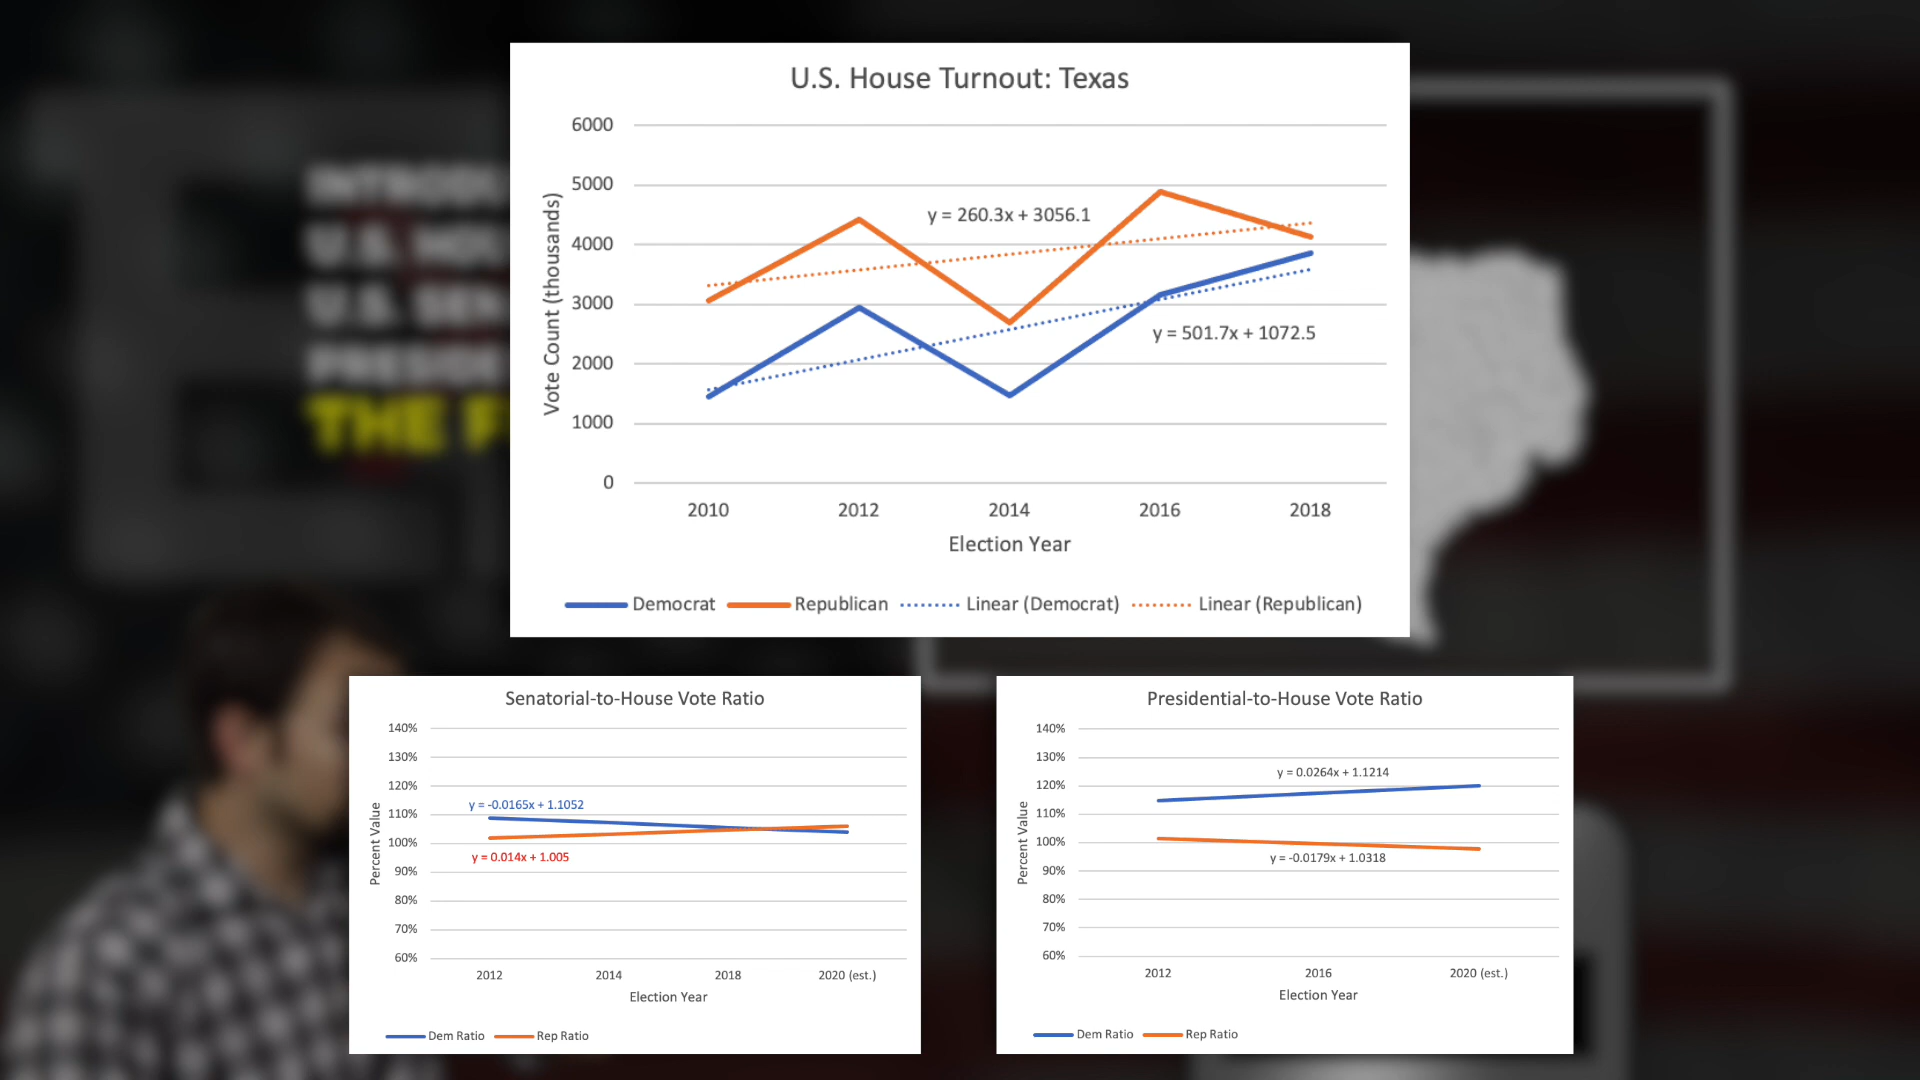 U.S. House Turnout: Texas
6000
5000
4000
3000
2000
1000
0
Vote Count (thousands)
y = 260.3x + 3056.1
y = 501.7x + 1072.5
2010 2012 2014 2016 2018
Election Year
Democrat Republican Linear (Democrat) Linear (Republican)
U.S.
U.S.
THE
Senatorial-to-House Vote Ratio
140%
130%
120%
110%
100%
90%
80%
70%
60%
Percent Value
y = -0.0165x + 1.1052
y = 0.014x + 1.005
2012 2014 2018 2020 (est.)
Election Year
Dem Ratio Rep Ratio
Presidential-to-House Vote Ratio
140%
130%
120%
110%
100%
90%
80%
70%
60%
Percent Value
y = 0.0264x + 1.1214
y = -0.0179x + 1.0318
2012 2016 2020 (est.)
Election Year
Dem Ratio Rep Ratio